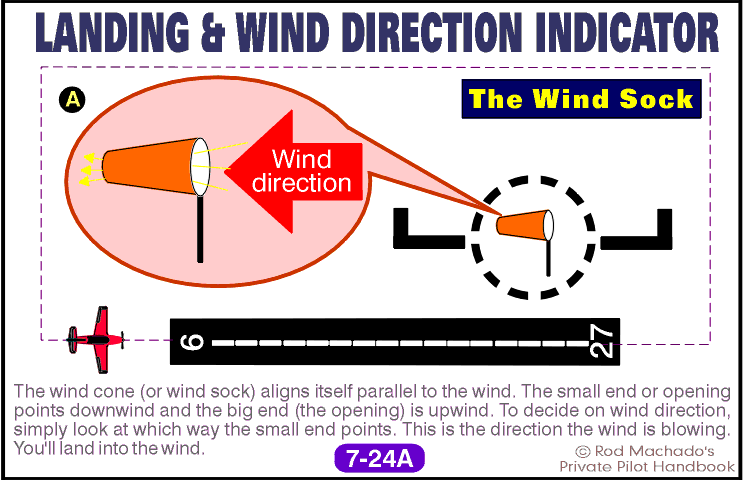 LANDING & WIND DIRECTION INDICATOR
A
The Wind Sock
Wind
direction
6
27
The wind cone (or wind sock) aligns itself parallel to the wind. The small end or opening
points downwind and the big end (the opening) is upwind. To decide on wind direction,
simply look at which way the small end points. This is the direction the wind is blowing.
You'll land into the wind.
7-24A
© Rod Machado's
Private Pilot Handbook